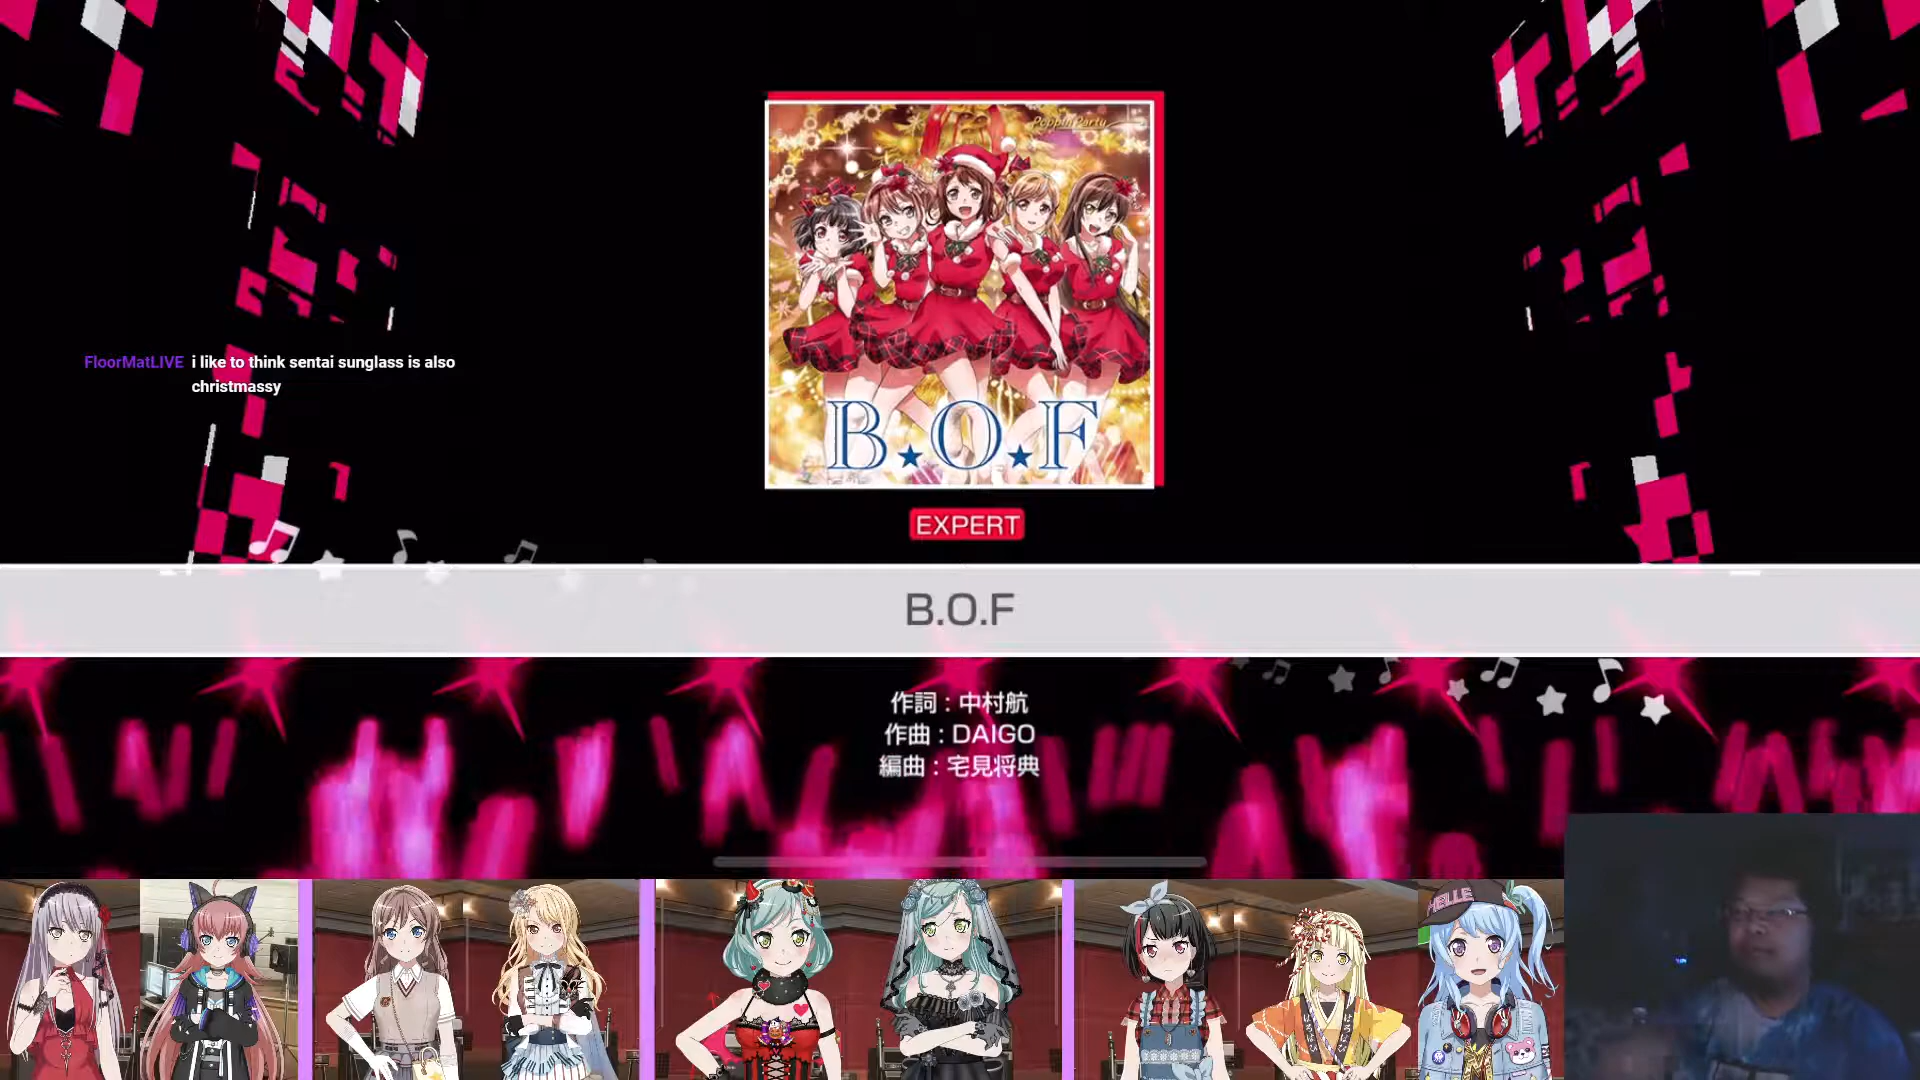 Poppin'Party
FloorMatLIVE i like to think sentai sunglass is also
christmassy
B★O★F
EXPERT
B.O.F
作詞：中村航
作曲：DAIGO
編曲：宅見将典
HELLE